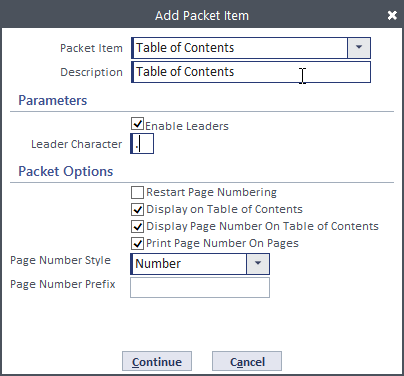 Add Packet Item
Packet Item Table of Contents
Description Table of Contents
Parameters
Enable Leaders
Leader Character .
Packet Options
Restart Page Numbering
Display on Table of Contents
Display Page Number On Table of Contents
Print Page Number On Pages
Page Number Style Number
Page Number Prefix
Continue Cancel